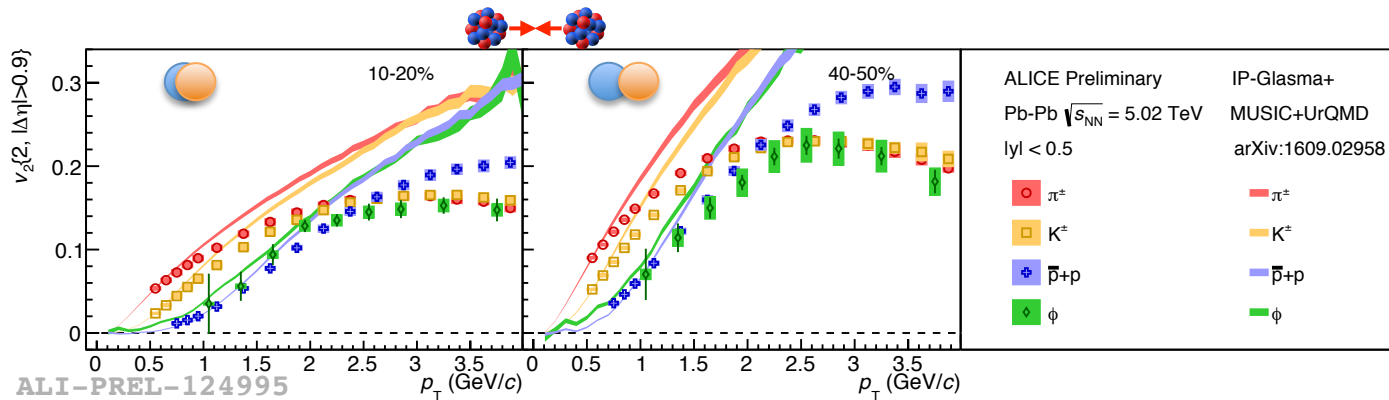 v₂{2, |Δη|>0.9}
0.3
0.2
0.1
0
10-20%
0 0.5 1 1.5 2 2.5 3 3.5
p_T (GeV/c)
40-50%
0 0.5 1 1.5 2 2.5 3 3.5
p_T (GeV/c)
ALICE Preliminary
Pb-Pb √s_NN = 5.02 TeV
|y| < 0.5
π±
K±
p̅+p
ϕ
IP-Glasma+
MUSIC+UrQMD
arXiv:1609.02958
π±
K±
p̅+p
ϕ
ALI-PREL-124995